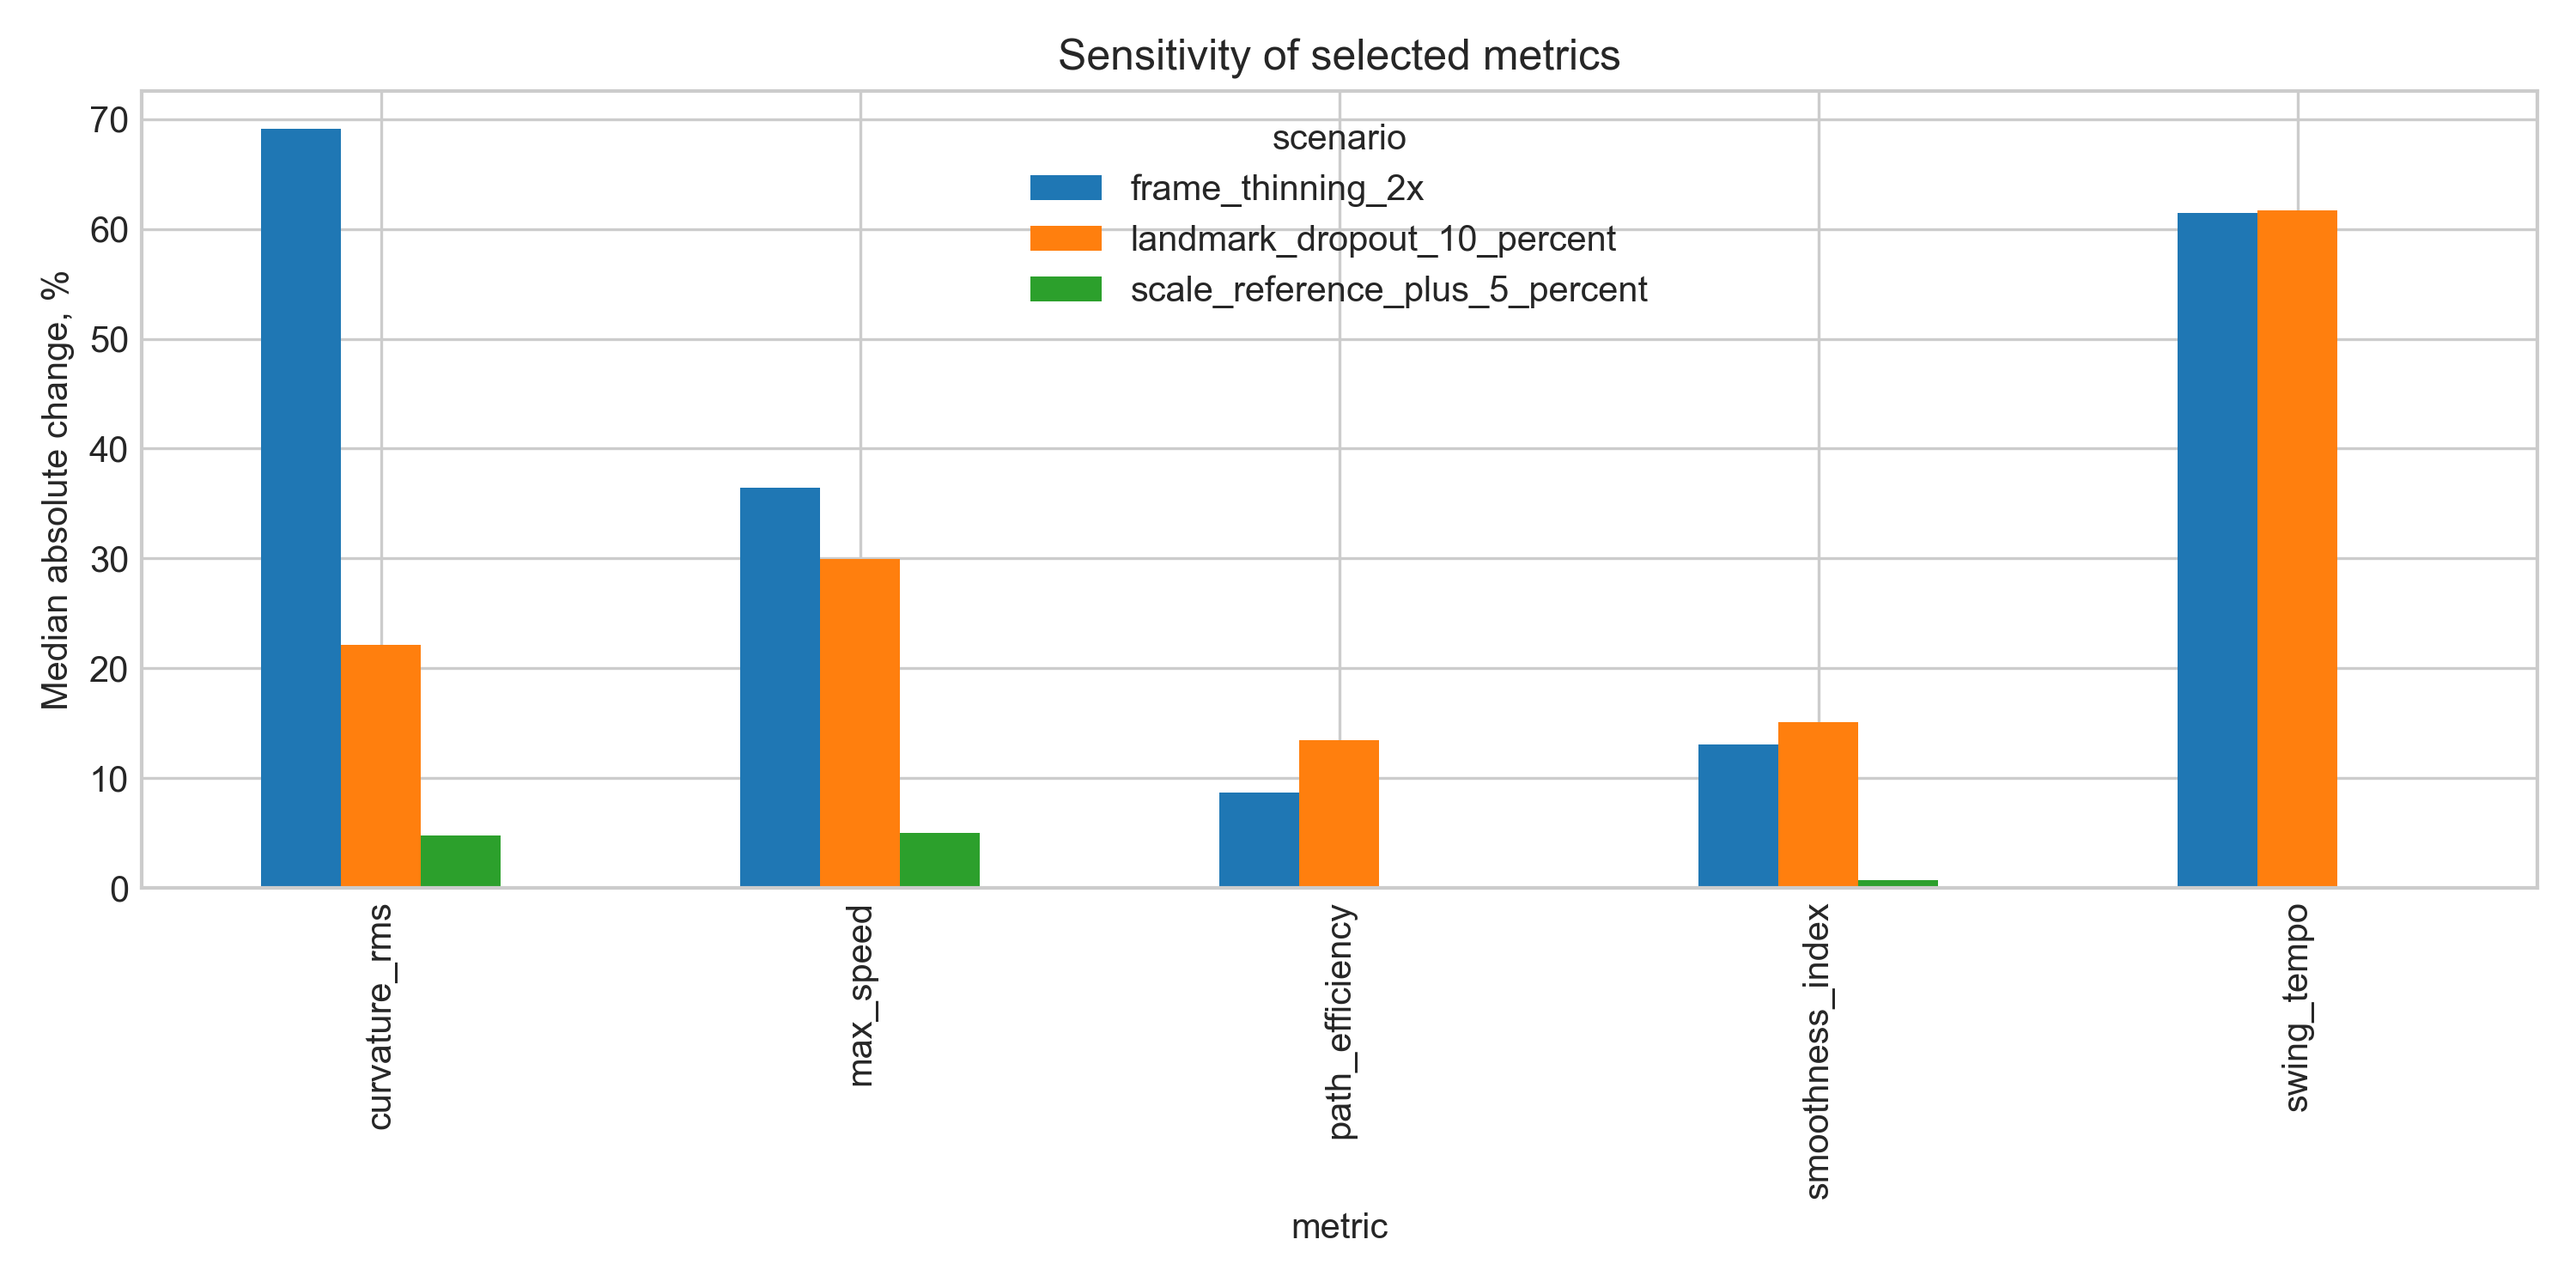 Sensitivity of selected metrics
scenario
frame_thinning_2x
landmark_dropout_10_percent
scale_reference_plus_5_percent
Median absolute change, %
70
60
50
40
30
20
10
0
curvature_rms
max_speed
path_efficiency
smoothness_index
swing_tempo
metric